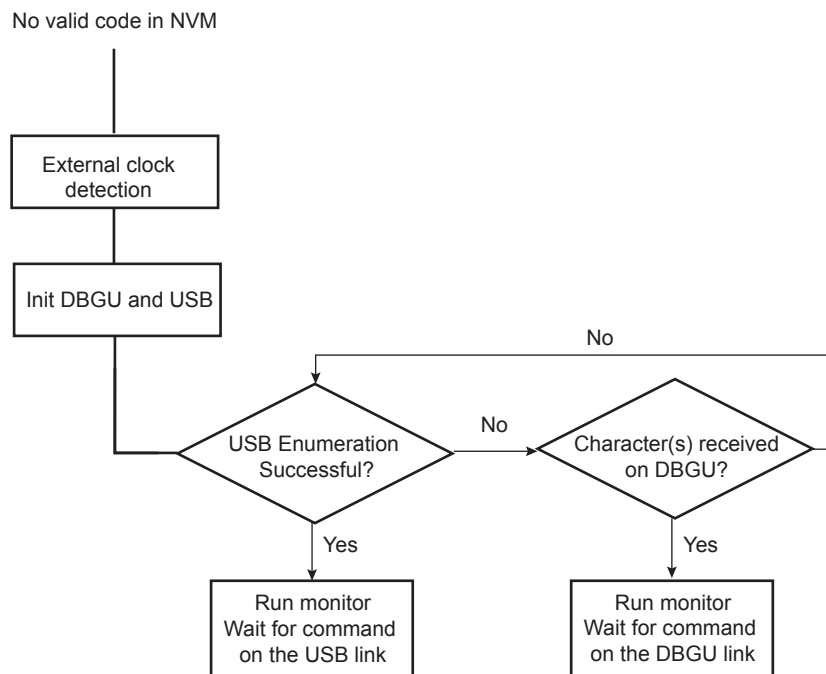 No valid code in NVM
External clock
detection
Init DBGU and USB
No
USB Enumeration
Successful?
No
Character(s) received
on DBGU?
Yes
Yes
Run monitor
Wait for command
on the USB link
Run monitor
Wait for command
on the DBGU link